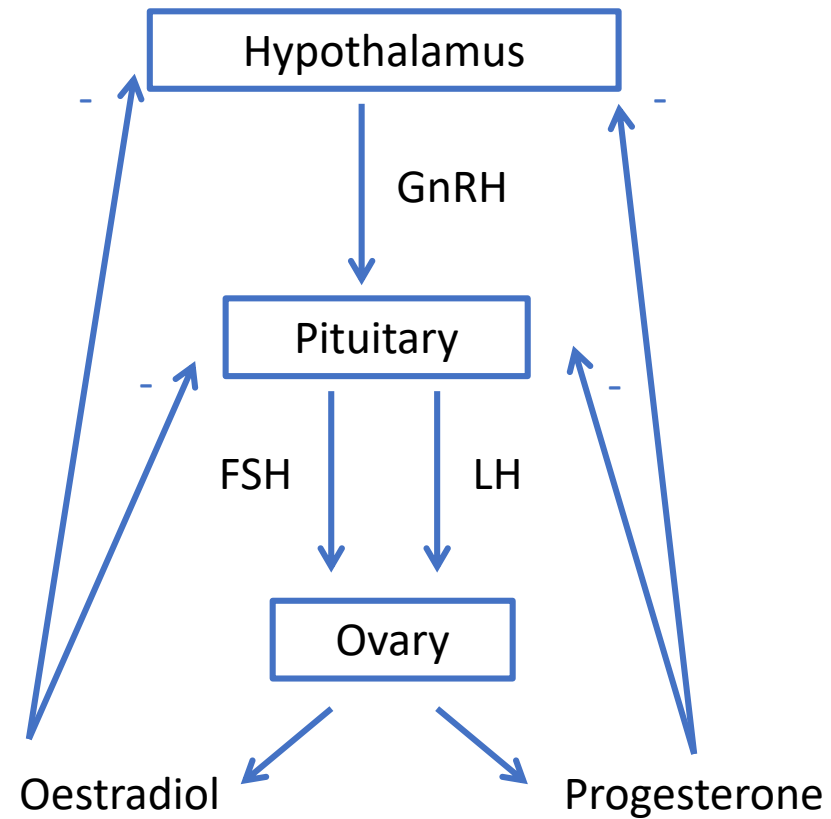 Hypothalamus
-
-
GnRH
Pituitary
-
-
FSH
LH
Ovary
Oestradiol
Progesterone